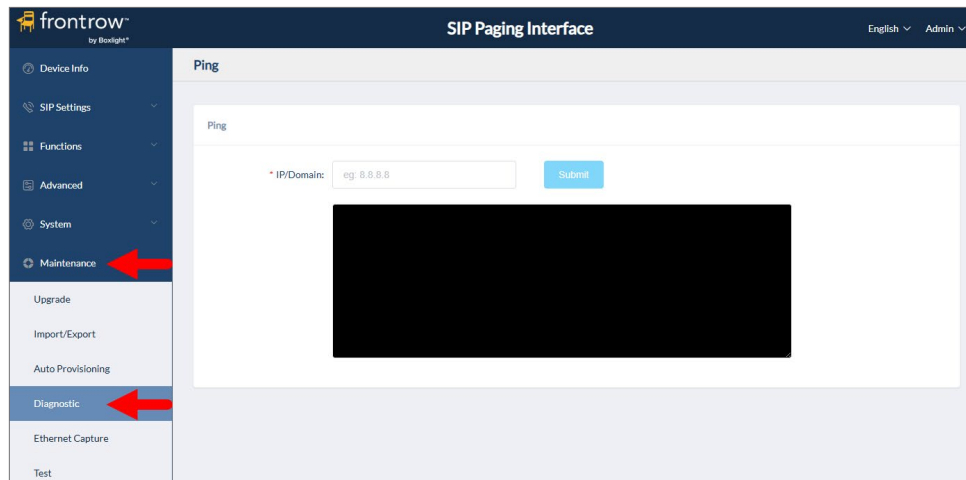 frontrow™
by Boxlight®
SIP Paging Interface
English
Admin
Device Info
SIP Settings
Functions
Advanced
System
Maintenance
Upgrade
Import/Export
Auto Provisioning
Diagnostic
Ethernet Capture
Test
Ping
Ping
* IP/Domain:
eg: 8.8.8.8
Submit